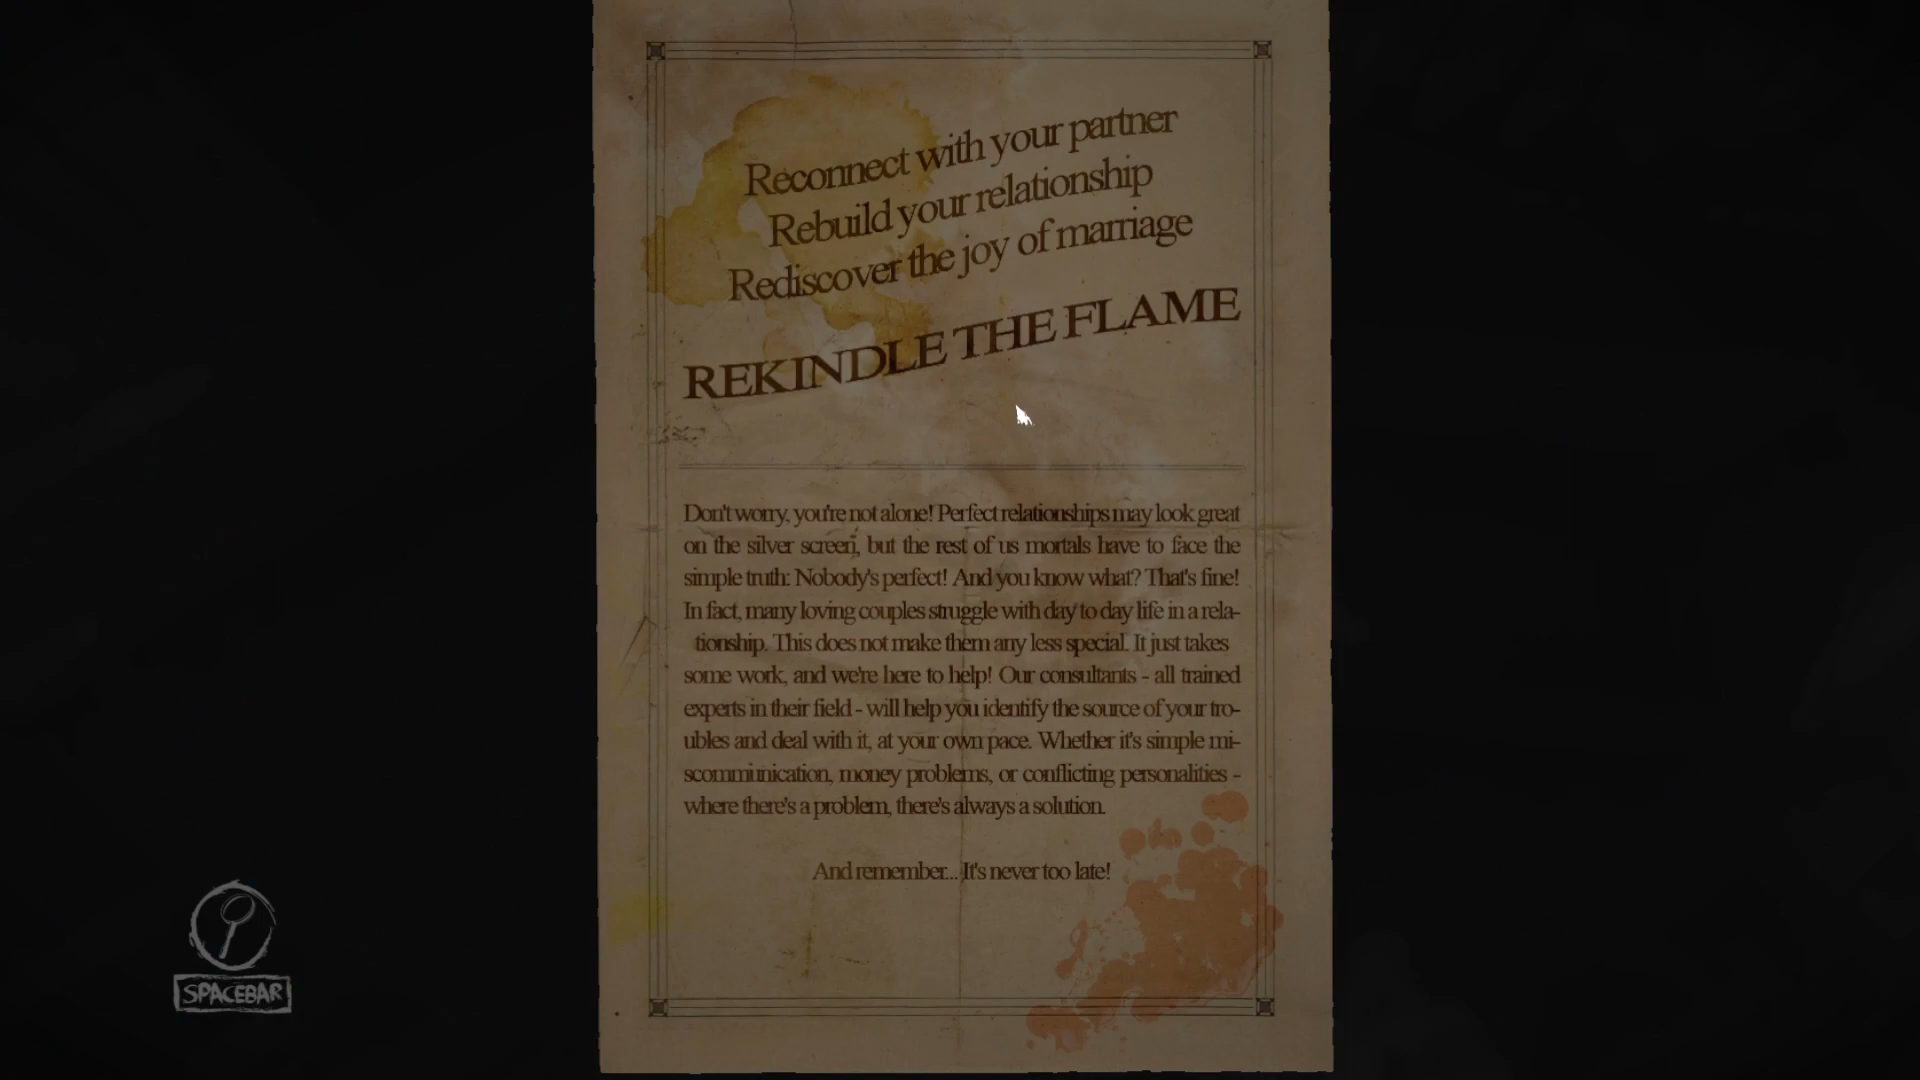 Reconnect with your partner
Rebuild your relationship
Rediscover the joy of marriage
REKINDLE THE FLAME
Don't worry, you're not alone! Perfect relationships may look great
on the silver screen, but the rest of us mortals have to face the
simple truth: Nobody's perfect! And you know what? That's fine!
In fact, many loving couples struggle with day to day life in a rela-
tionship. This does not make them any less special. It just takes
some work, and we're here to help! Our consultants - all trained
experts in their field - will help you identify the source of your tro-
ubles and deal with it, at your own pace. Whether it's simple mi-
scommunication, money problems, or conflicting personalities -
where there's a problem, there's always a solution.
And remember... It's never too late!
SPACEBAR